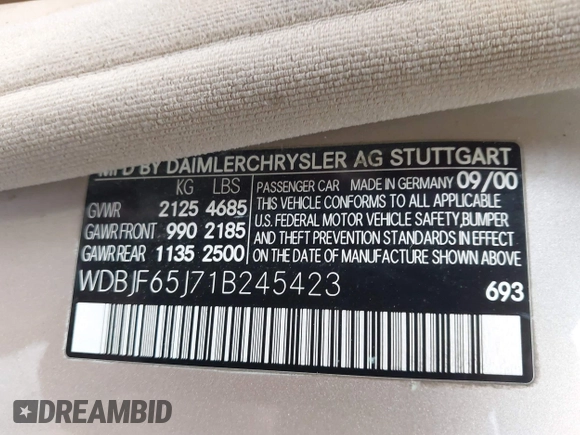 MFD BY DAIMLERCHRYSLER AG STUTTGART
KG LBS
GVWR 2125 4685
GAWR FRONT 990 2185
GAWR REAR 1135 2500
PASSENGER CAR MADE IN GERMANY 09/00
THIS VEHICLE CONFORMS TO ALL APPLICABLE
U.S. FEDERAL MOTOR VEHICLE SAFETY,BUMPER
AND THEFT PREVENTION STANDARDS IN EFFECT
ON THE DATE OF MANUFACTURE SHOWN ABOVE.
WDBJF65J71B245423
693
DREAMBID